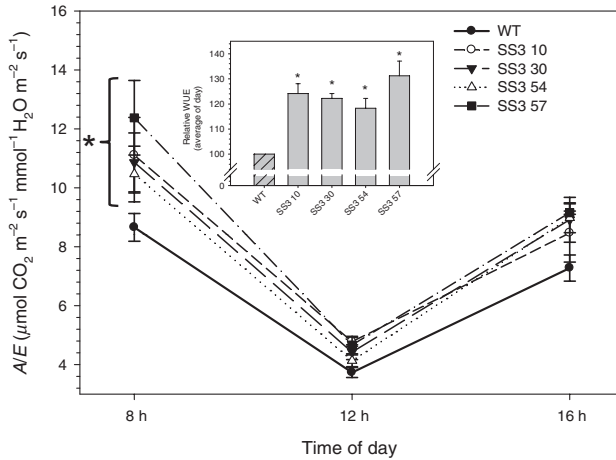 A/E (µmol CO2 m−2 s−1 mmol−1 H2O m−2 s−1)
16
14
12
10
8
6
4
*
8 h
12 h
16 h
Time of day
WT
SS3 10
SS3 30
SS3 54
SS3 57
Relative WUE
(average of day)
140
130
120
110
100
0
*
*
*
*
WT
SS3 10
SS3 30
SS3 54
SS3 57